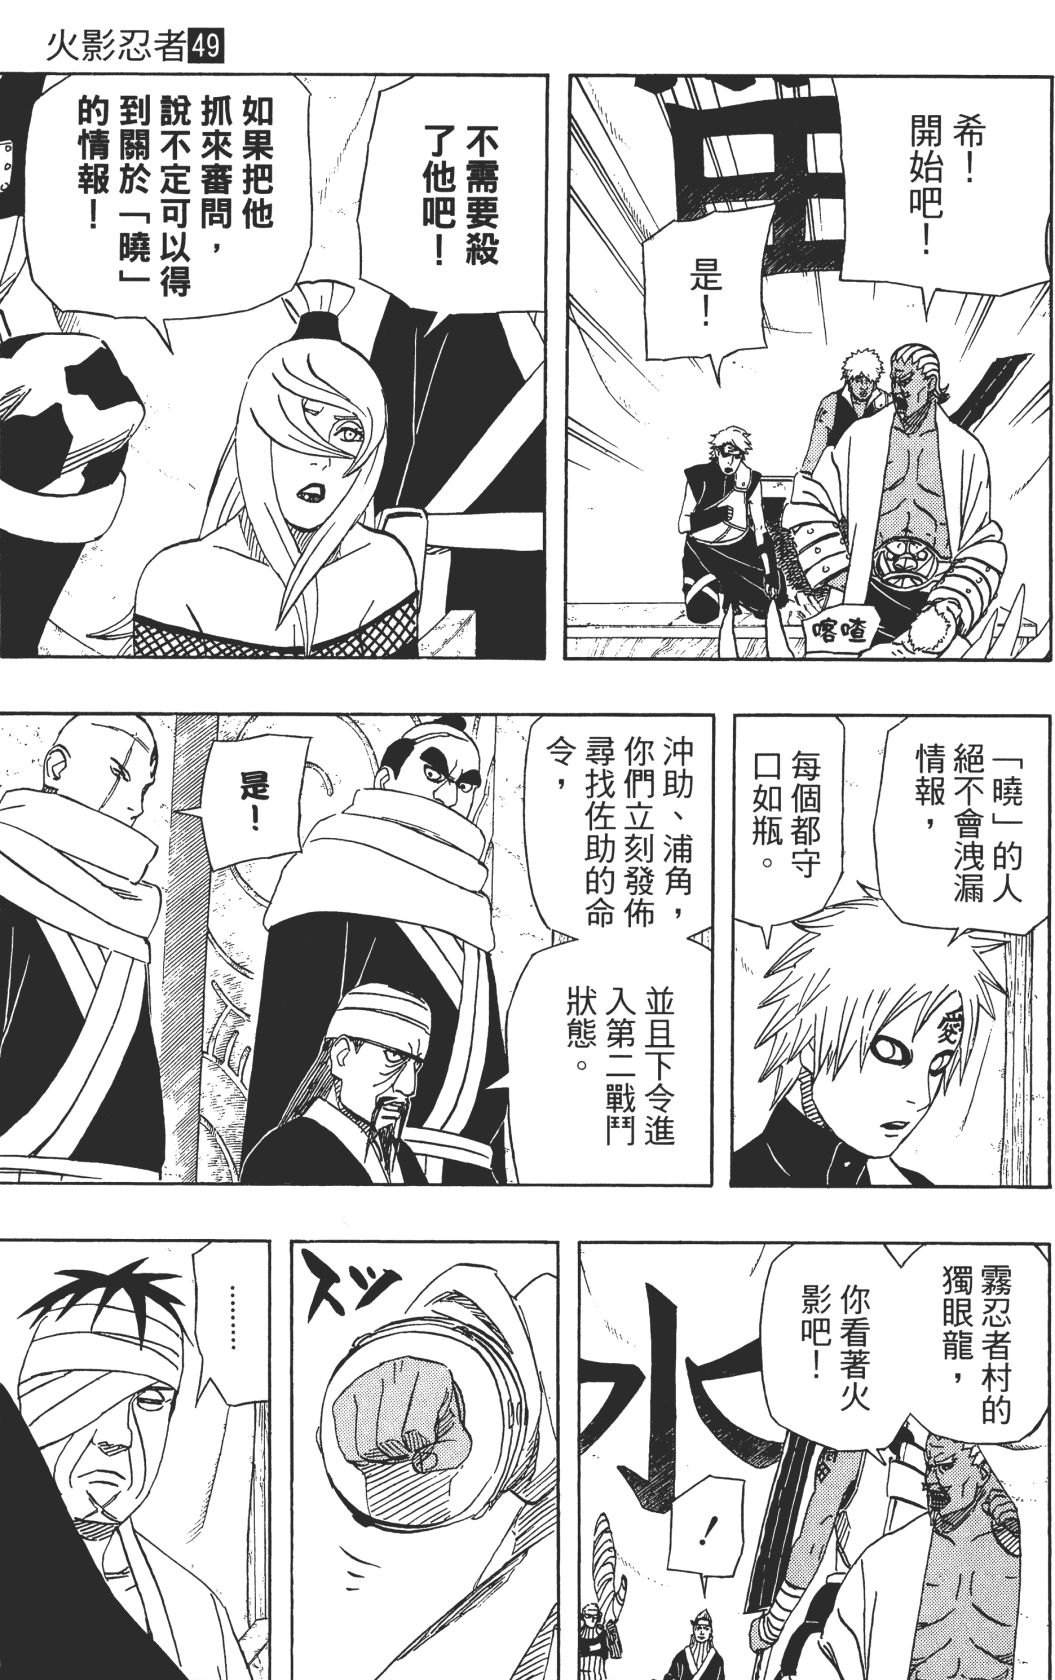 火影忍者49
希！
開始吧！
是！
喀喳
不需要殺
了他吧！
如果把他
抓來審問，
說不定可以得
到關於「曉」
的情報！
「曉」的人
絕不會洩漏
情報，
每個都守
口如瓶。
愛
沖助、浦角，
你們立刻發佈
尋找佐助的命
令，
並且下令進
入第二戰鬥
狀態。
是！
霧忍者村的
獨眼龍，
你看著火
影吧！
水
！
スッ
……